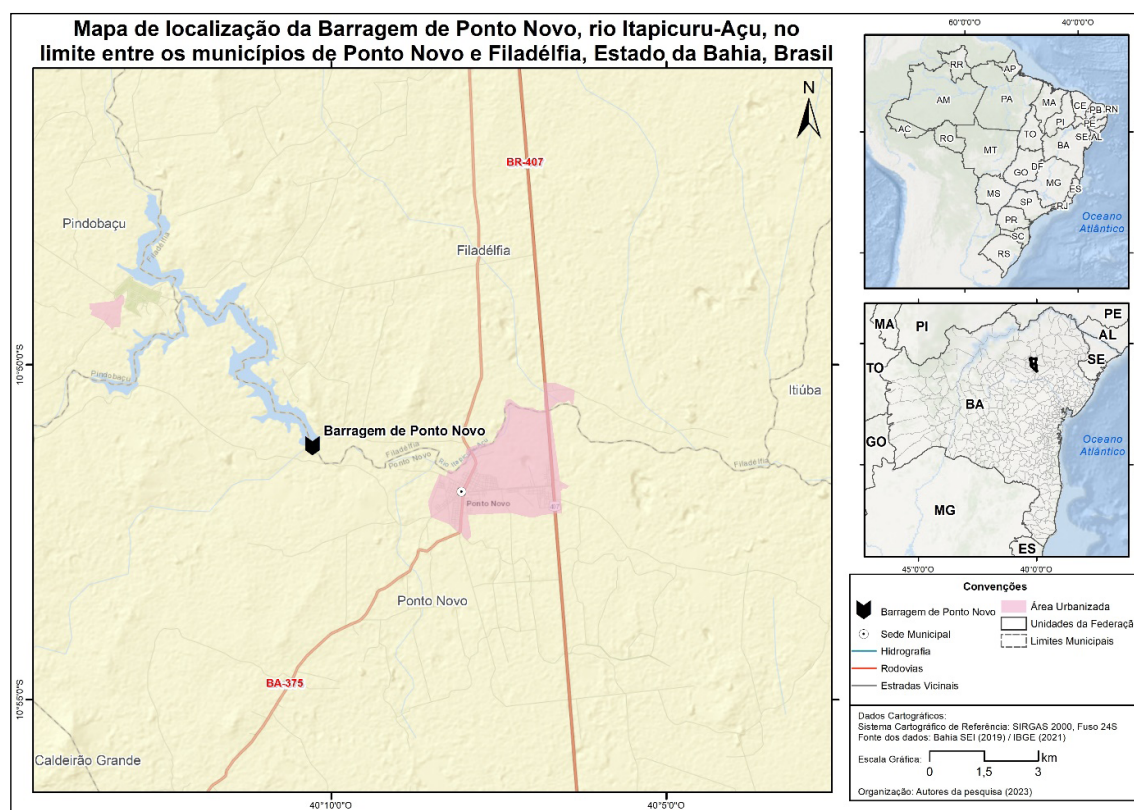 Mapa de localização da Barragem de Ponto Novo, rio Itapicuru-Açu, no
limite entre os municípios de Ponto Novo e Filadélfia, Estado da Bahia, Brasil
N
BR-407
Pindobaçu
Filadélfia
Filadélfia
10°50'0"S
Pindobaçu
Itiúba
Barragem de Ponto Novo
Filadélfia
Ponto Novo
Filadélfia
Ponto Novo
Ponto Novo
BA-375
10°55'0"S
Caldeirão Grande
40°10'0"O
40°5'0"O
60°0'0"O
40°0'0"O
RR
AP
AM
PA
MA
CE
RN
PB
PI
PE
AC
TO
SE
AL
RO
BA
MT
DF
GO
MG
ES
MS
SP
RJ
PR
SC
RS
Oceano
Atlântico
MA
PI
PE
AL
SE
TO
BA
GO
Oceano
Atlântico
MG
ES
45°0'0"O
40°0'0"O
Convenções
Barragem de Ponto Novo
Sede Municipal
Hidrografia
Rodovias
Estradas Vicinais
Área Urbanizada
Unidades da Federaçã
Limites Municipais
Dados Cartográficos:
Sistema Cartográfico de Referência: SIRGAS 2000, Fuso 24S
Fonte dos dados: Bahia SEI (2019) / IBGE (2021)
Escala Gráfica:
km
0 1,5 3
Organização: Autores da pesquisa (2023)